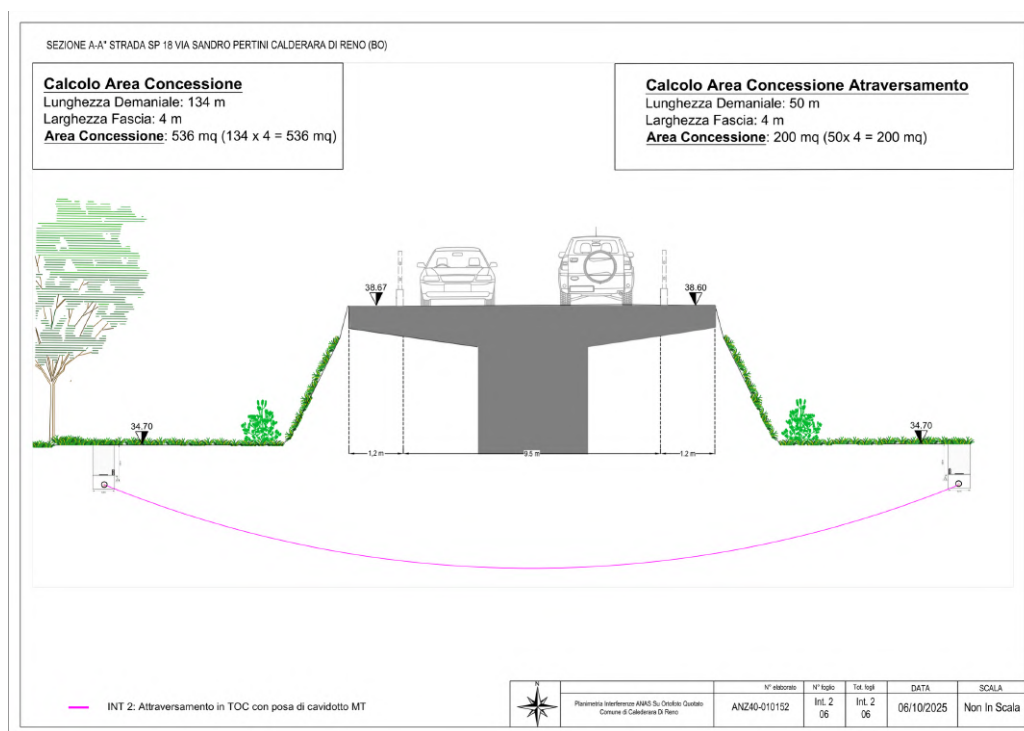 SEZIONE A-A" STRADA SP 18 VIA SANDRO PERTINI CALDERARA DI RENO (BO)
Calcolo Area Concessione
Lunghezza Demaniale: 134 m
Larghezza Fascia: 4 m
Area Concessione: 536 mq (134 x 4 = 536 mq)
Calcolo Area Concessione Atraversamento
Lunghezza Demaniale: 50 m
Larghezza Fascia: 4 m
Area Concessione: 200 mq (50x 4 = 200 mq)
38.67
38.60
34.70
34.70
1,2 m
9.5 m
1.2 m
INT 2: Attraversamento in TOC con posa di cavidotto MT
N
Planimetria Interferenze ANAS Su Ortofoto Quotato
Comune di Calederara Di Reno
N° elaborato
ANZ40-010152
N° foglio
Int. 2
06
Tot. fogli
Int. 2
06
DATA
06/10/2025
SCALA
Non In Scala